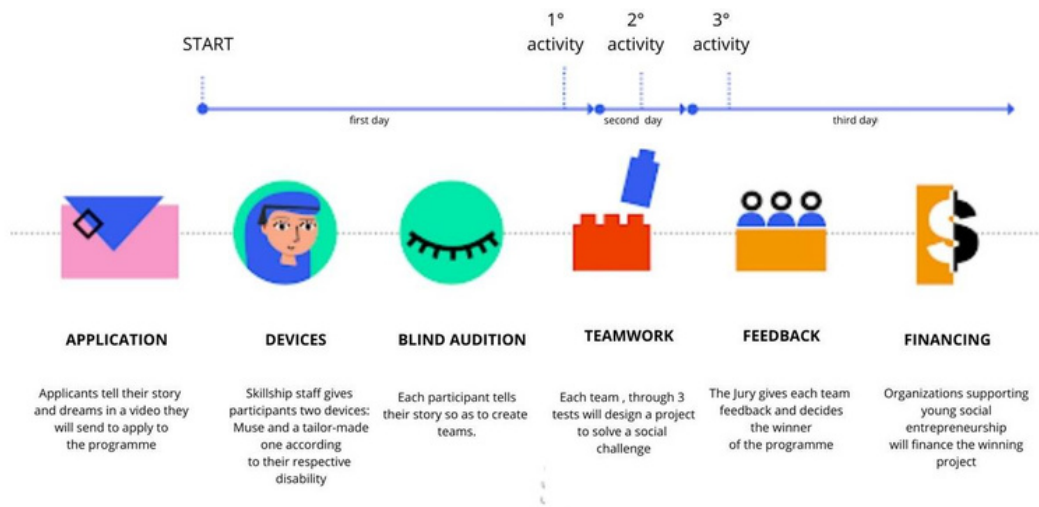 START
1°
activity
2°
activity
3°
activity
first day
second day
third day
APPLICATION
Applicants tell their story
and dreams in a video they
will send to apply to
the programme
DEVICES
Skillship staff gives
participants two devices:
Muse and a tailor-made
one according
to their respective
disability
BLIND AUDITION
Each participant tells
their story so as to create
teams.
TEAMWORK
Each team , through 3
tests will design a project
to solve a social
challenge
FEEDBACK
The Jury gives each team
feedback and decides
the winner
of the programme
FINANCING
Organizations supporting
young social
entrepreneurship
will finance the winning
project